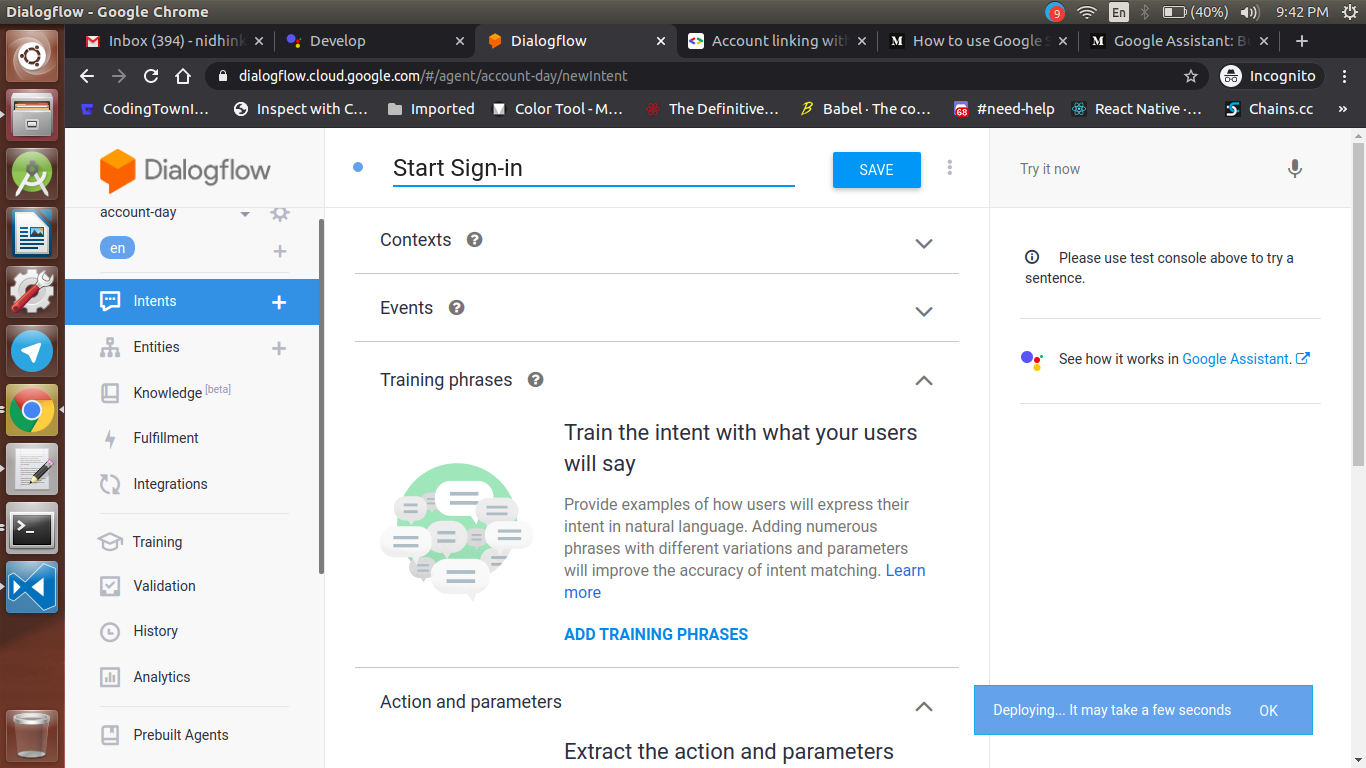 Dialogflow - Google Chrome
9
En
(40%)
9:42 PM
Inbox (394) - nidhink
Develop
Dialogflow
Account linking with
How to use Google S
Google Assistant: Bu
dialogflow.cloud.google.com/#/agent/account-day/newIntent
Incognito
CodingTownI...
Inspect with C...
Imported
Color Tool - M...
The Definitive...
Babel · The co...
68
#need-help
React Native ·...
Chains.cc
»
Dialogflow
account-day
en
Intents
Entities
Knowledge [beta]
Fulfillment
Integrations
Training
Validation
History
Analytics
Prebuilt Agents
Start Sign-in
SAVE
Contexts
Events
Training phrases
Train the intent with what your users
will say
Provide examples of how users will express their
intent in natural language. Adding numerous
phrases with different variations and parameters
will improve the accuracy of intent matching. Learn
more
ADD TRAINING PHRASES
Action and parameters
Extract the action and parameters
Try it now
Please use test console above to try a
sentence.
See how it works in Google Assistant.
Deploying... It may take a few seconds
OK